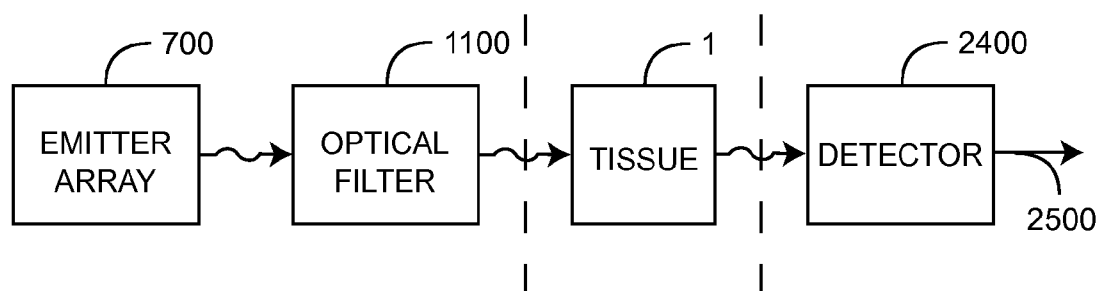 700
1100
1
2400
EMITTER
ARRAY
OPTICAL
FILTER
TISSUE
DETECTOR
2500